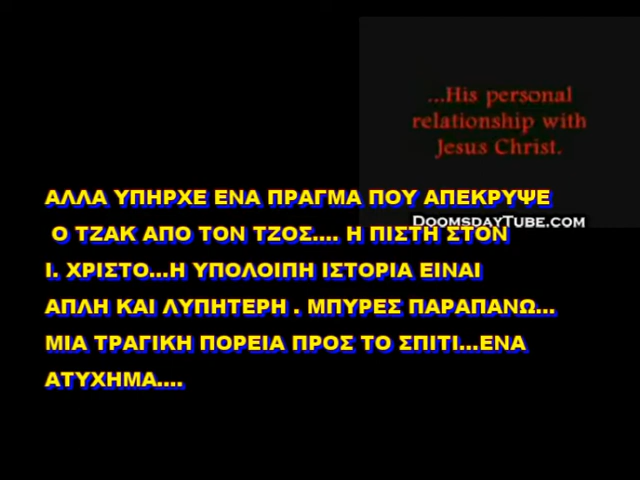 ...His personal
relationship with
Jesus Christ.
ΑΛΛΑ ΥΠΗΡΧΕ ΕΝΑ ΠΡΑΓΜΑ ΠΟΥ ΑΠΕΚΡΥΨΕ
DOOMSDAYTUBE.COM
Ο ΤΖΑΚ ΑΠΟ ΤΟΝ ΤΖΟΣ.... Η ΠΙΣΤΗ ΣΤΟΝ
Ι. ΧΡΙΣΤΟ...Η ΥΠΟΛΟΙΠΗ ΙΣΤΟΡΙΑ ΕΙΝΑΙ
ΑΠΛΗ ΚΑΙ ΛΥΠΗΤΕΡΗ . ΜΠΥΡΕΣ ΠΑΡΑΠΑΝΩ...
ΜΙΑ ΤΡΑΓΙΚΗ ΠΟΡΕΙΑ ΠΡΟΣ ΤΟ ΣΠΙΤΙ...ΕΝΑ
ΑΤΥΧΗΜΑ....